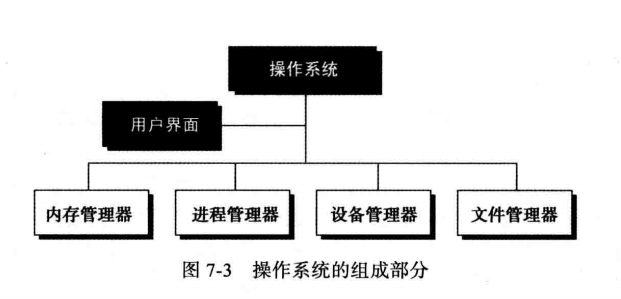 操作系统
用户界面
内存管理器
进程管理器
设备管理器
文件管理器
图 7-3 操作系统的组成部分